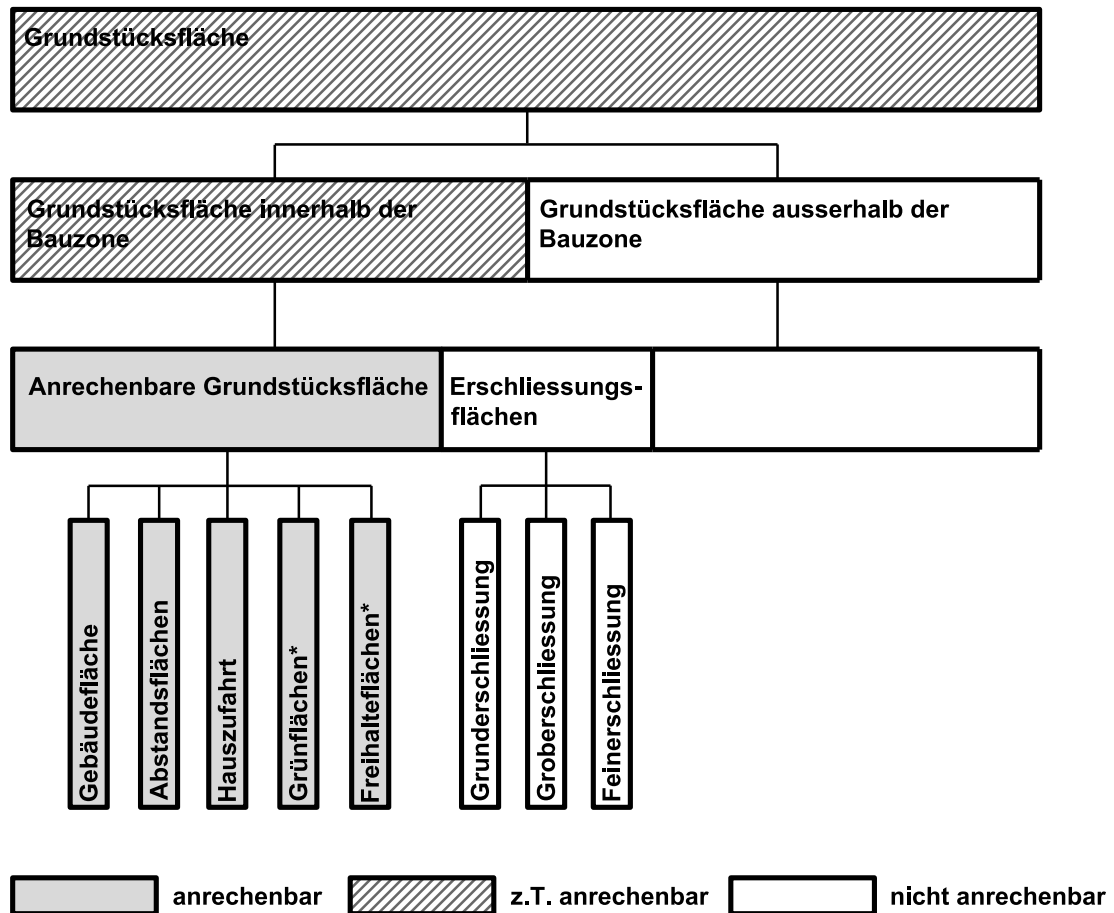 Grundstücksfläche
Grundstücksfläche innerhalb der
Bauzone
Grundstücksfläche ausserhalb der
Bauzone
Anrechenbare Grundstücksfläche
Erschliessungs-
flächen
Gebäudefläche
Abstandsflächen
Hauszufahrt
Grünflächen*
Freihalteflächen*
Grunderschliessung
Groberschliessung
Feinerschliessung
anrechenbar
z.T. anrechenbar
nicht anrechenbar